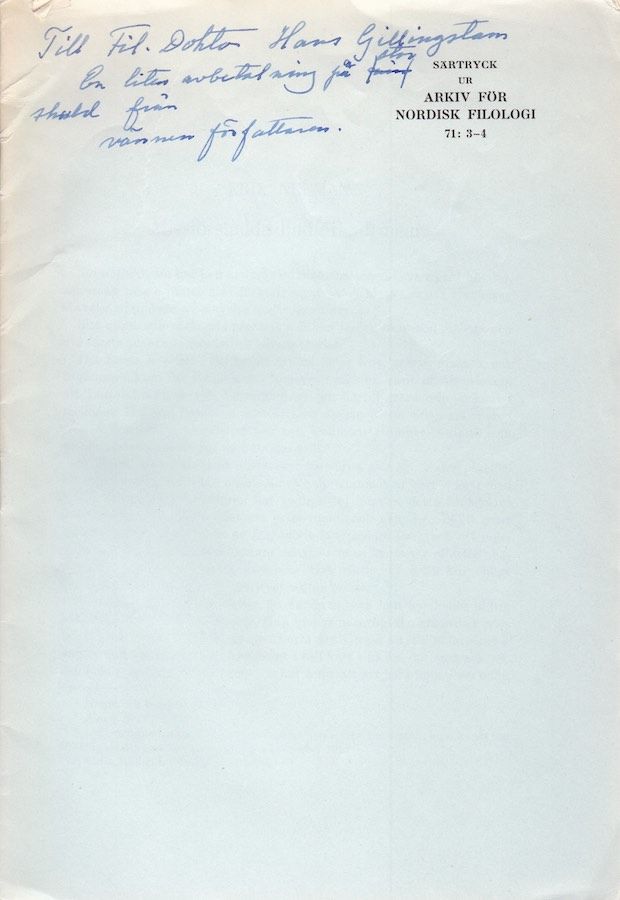 Till Fil. Doktor Hans Gillingstam
En liten avbetalning på stor
skuld från
vännen författaren.
SÄRTRYCK
UR
ARKIV FÖR
NORDISK FILOLOGI
71: 3–4